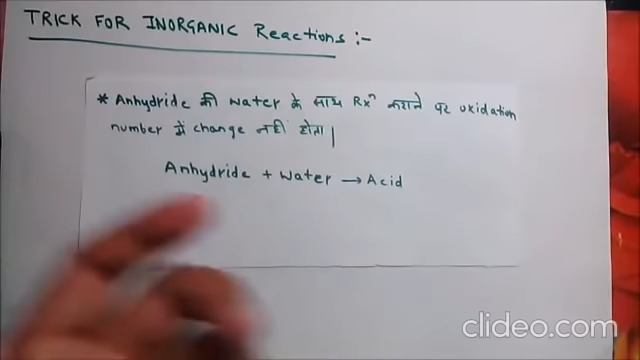 TRICK FOR INORGANIC Reactions :-
* Anhydride की water के साथ Rxⁿ कराने पर oxidation
number में change नहीं होता |
Anhydride + water → Acid
clideo.com